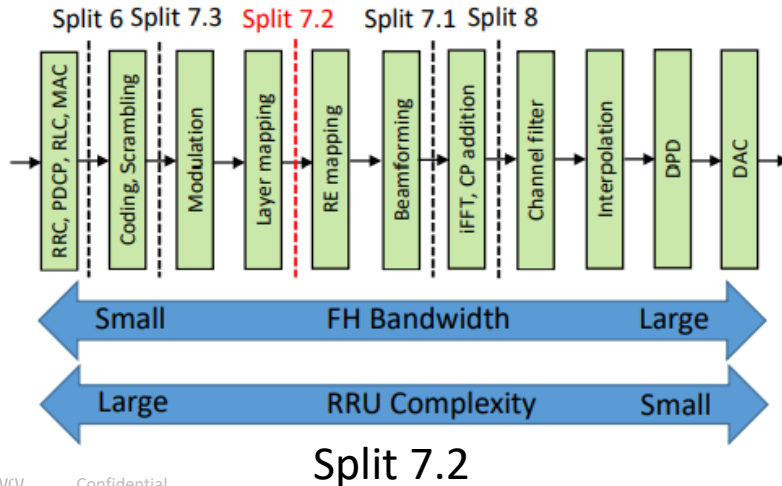 Split 6 Split 7.3 Split 7.2 Split 7.1 Split 8
RRC, PDCP, RLC, MAC
Coding, Scrambling
Modulation
Layer mapping
RE mapping
Beamforming
iFFT, CP addition
Channel filter
Interpolation
DPD
DAC
Small FH Bandwidth Large
Large RRU Complexity Small
Split 7.2
Confidential